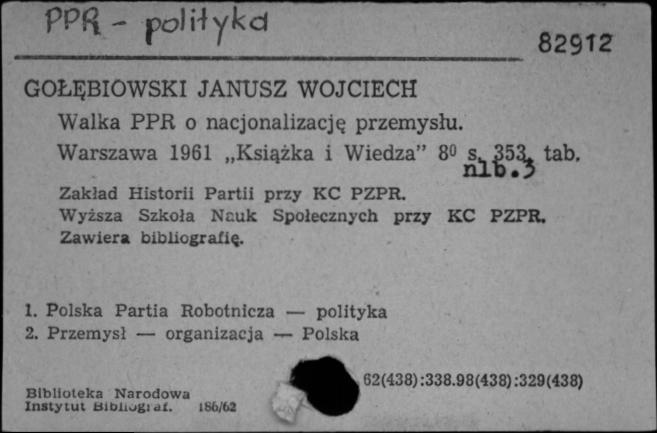 PPR - polityka
82912
GOŁĘBIOWSKI JANUSZ WOJCIECH
Walka PPR o nacjonalizację przemysłu.
Warszawa 1961 „Książka i Wiedza” 8⁰ s. 353, tab.
nlb. 3
Zakład Historii Partii przy KC PZPR.
Wyższa Szkoła Nauk Społecznych przy KC PZPR.
Zawiera bibliografię.
1. Polska Partia Robotnicza — polityka
2. Przemysł — organizacja — Polska
62(438):338.98(438):329(438)
Biblioteka Narodowa
Instytut Bibliograf. 186/62